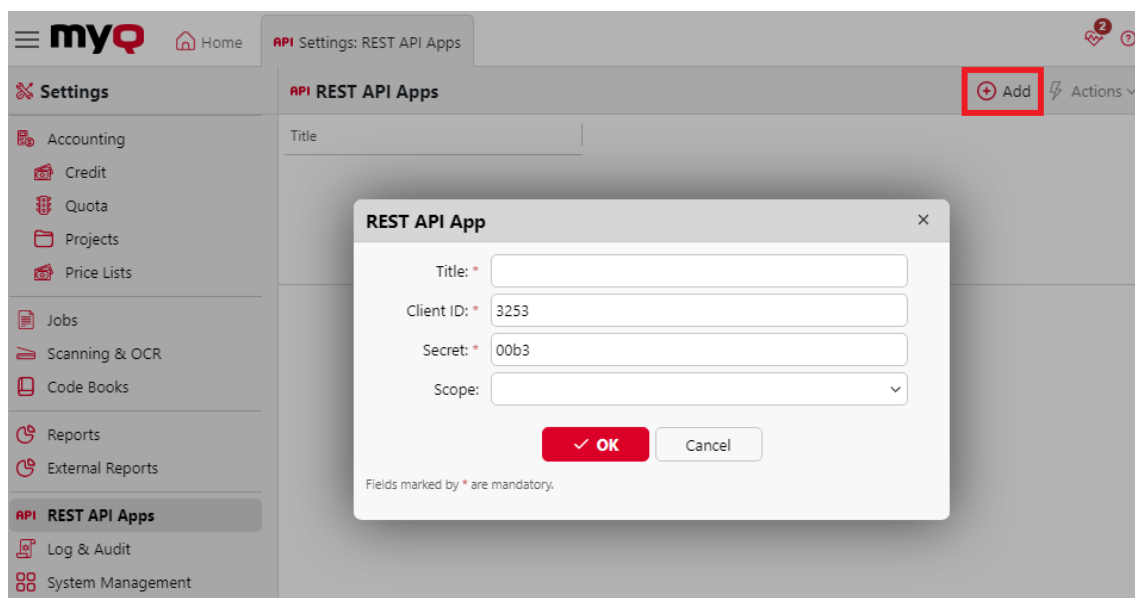 myQ
Home
API Settings: REST API Apps
2
Settings
API REST API Apps
Add
Actions
Accounting
Title
Credit
Quota
Projects
Price Lists
REST API App
Title: *
Client ID: * 3253
Secret: * 00b3
Scope:
OK
Cancel
Fields marked by * are mandatory.
Jobs
Scanning & OCR
Code Books
Reports
External Reports
API REST API Apps
Log & Audit
System Management